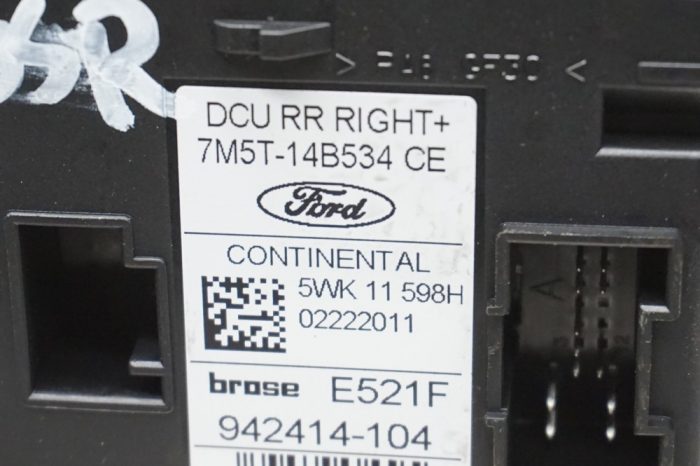 DCU RR RIGHT+
7M5T-14B534 CE
Ford
CONTINENTAL
5WK 11 598H
02222011
brose E521F
942414-104
A